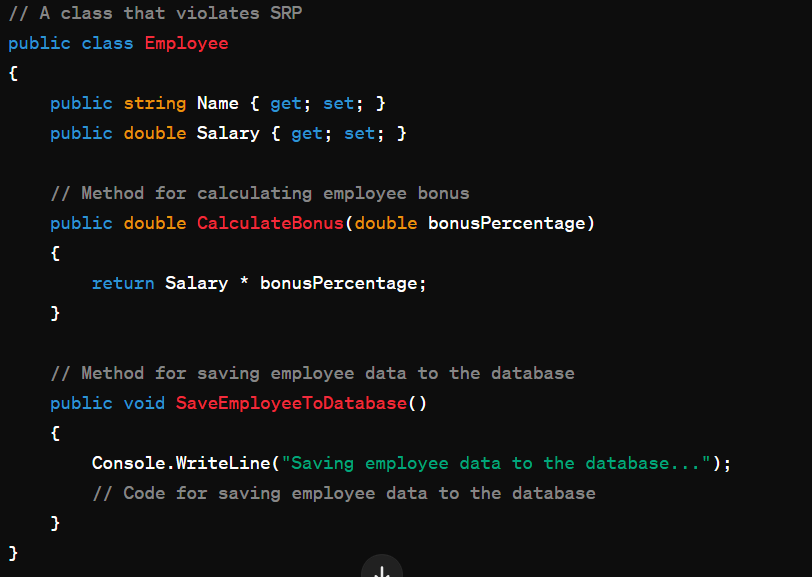 // A class that violates SRP
public class Employee
{
    public string Name { get; set; }
    public double Salary { get; set; }

    // Method for calculating employee bonus
    public double CalculateBonus(double bonusPercentage)
    {
        return Salary * bonusPercentage;
    }

    // Method for saving employee data to the database
    public void SaveEmployeeToDatabase()
    {
        Console.WriteLine("Saving employee data to the database...");
        // Code for saving employee data to the database
    }
}